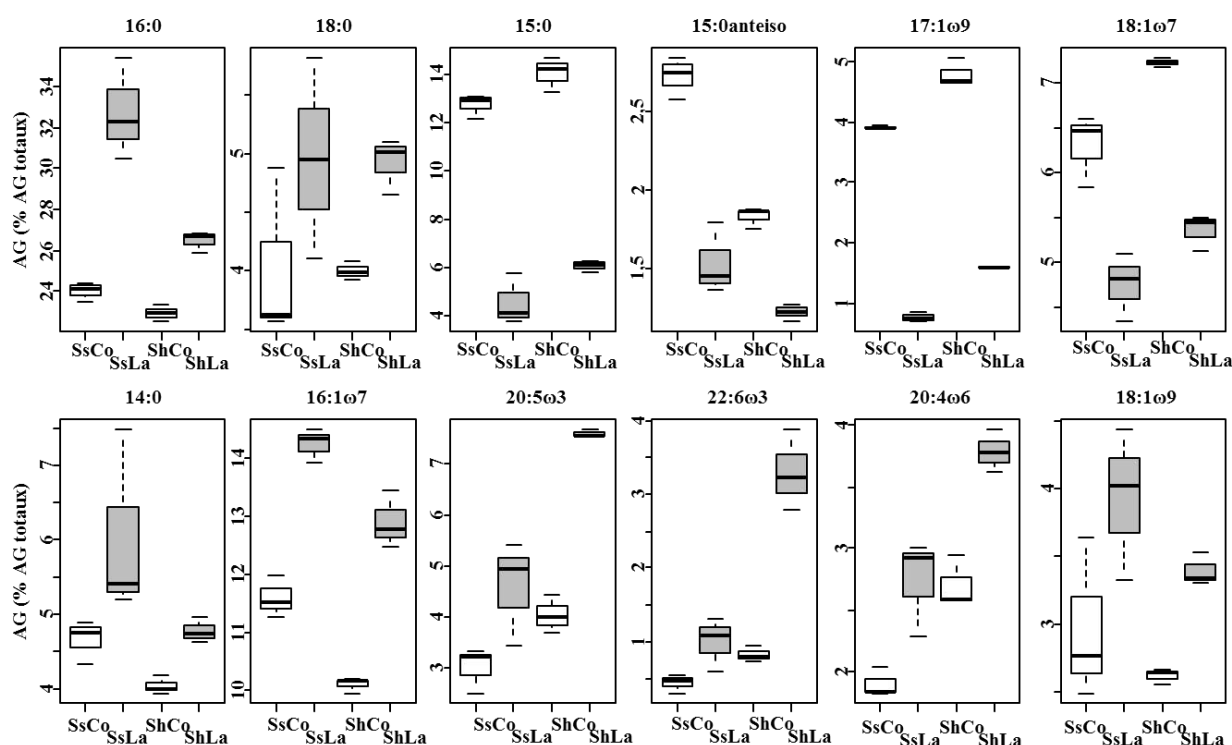 16:0 18:0 15:0 15:0anteiso 17:1ω9 18:1ω7
AG (% AG totaux)
24 26 28 30 32 34
4 5
4 6 8 10 12 14
1,5 2 2,5
1 2 3 4 5
5 6 7
SsCo SsLa ShCo ShLa
SsCo SsLa ShCo ShLa
SsCo SsLa ShCo ShLa
SsCo SsLa ShCo ShLa
SsCo SsLa ShCo ShLa
SsCo SsLa ShCo ShLa
14:0 16:1ω7 20:5ω3 22:6ω3 20:4ω6 18:1ω9
AG (% AG totaux)
4 5 6 7
10 11 12 13 14
3 4 5 7
1 2 3 4
2 3 4
3 4
SsCo SsLa ShCo ShLa
SsCo SsLa ShCo ShLa
SsCo SsLa ShCo ShLa
SsCo SsLa ShCo ShLa
SsCo SsLa ShCo ShLa
SsCo SsLa ShCo ShLa